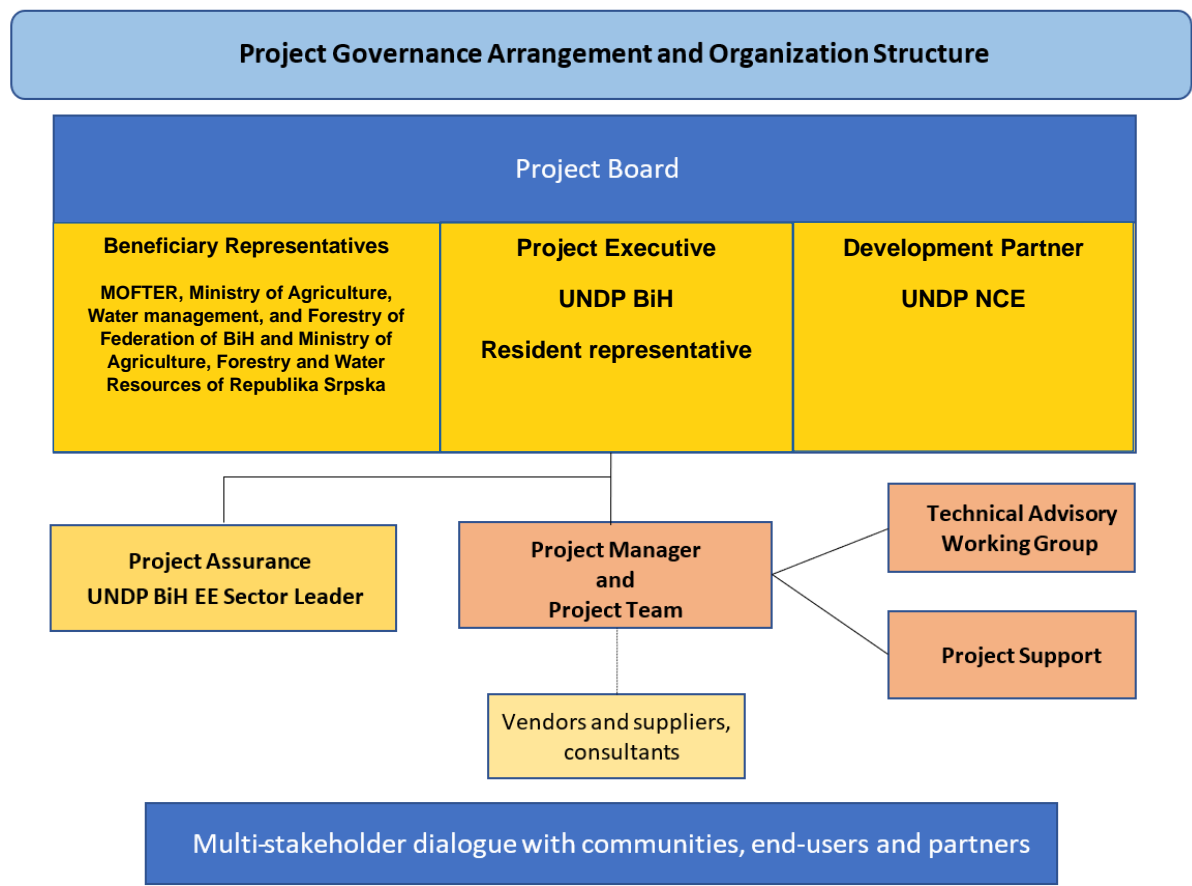 Project Governance Arrangement and Organization Structure
Project Board
Beneficiary Representatives
MOFTER, Ministry of Agriculture,
Water management, and Forestry of
Federation of BiH and Ministry of
Agriculture, Forestry and Water
Resources of Republika Srpska
Project Executive
UNDP BiH
Resident representative
Development Partner
UNDP NCE
Project Assurance
UNDP BiH EE Sector Leader
Project Manager
and
Project Team
Technical Advisory
Working Group
Project Support
Vendors and suppliers,
consultants
Multi-stakeholder dialogue with communities, end-users and partners